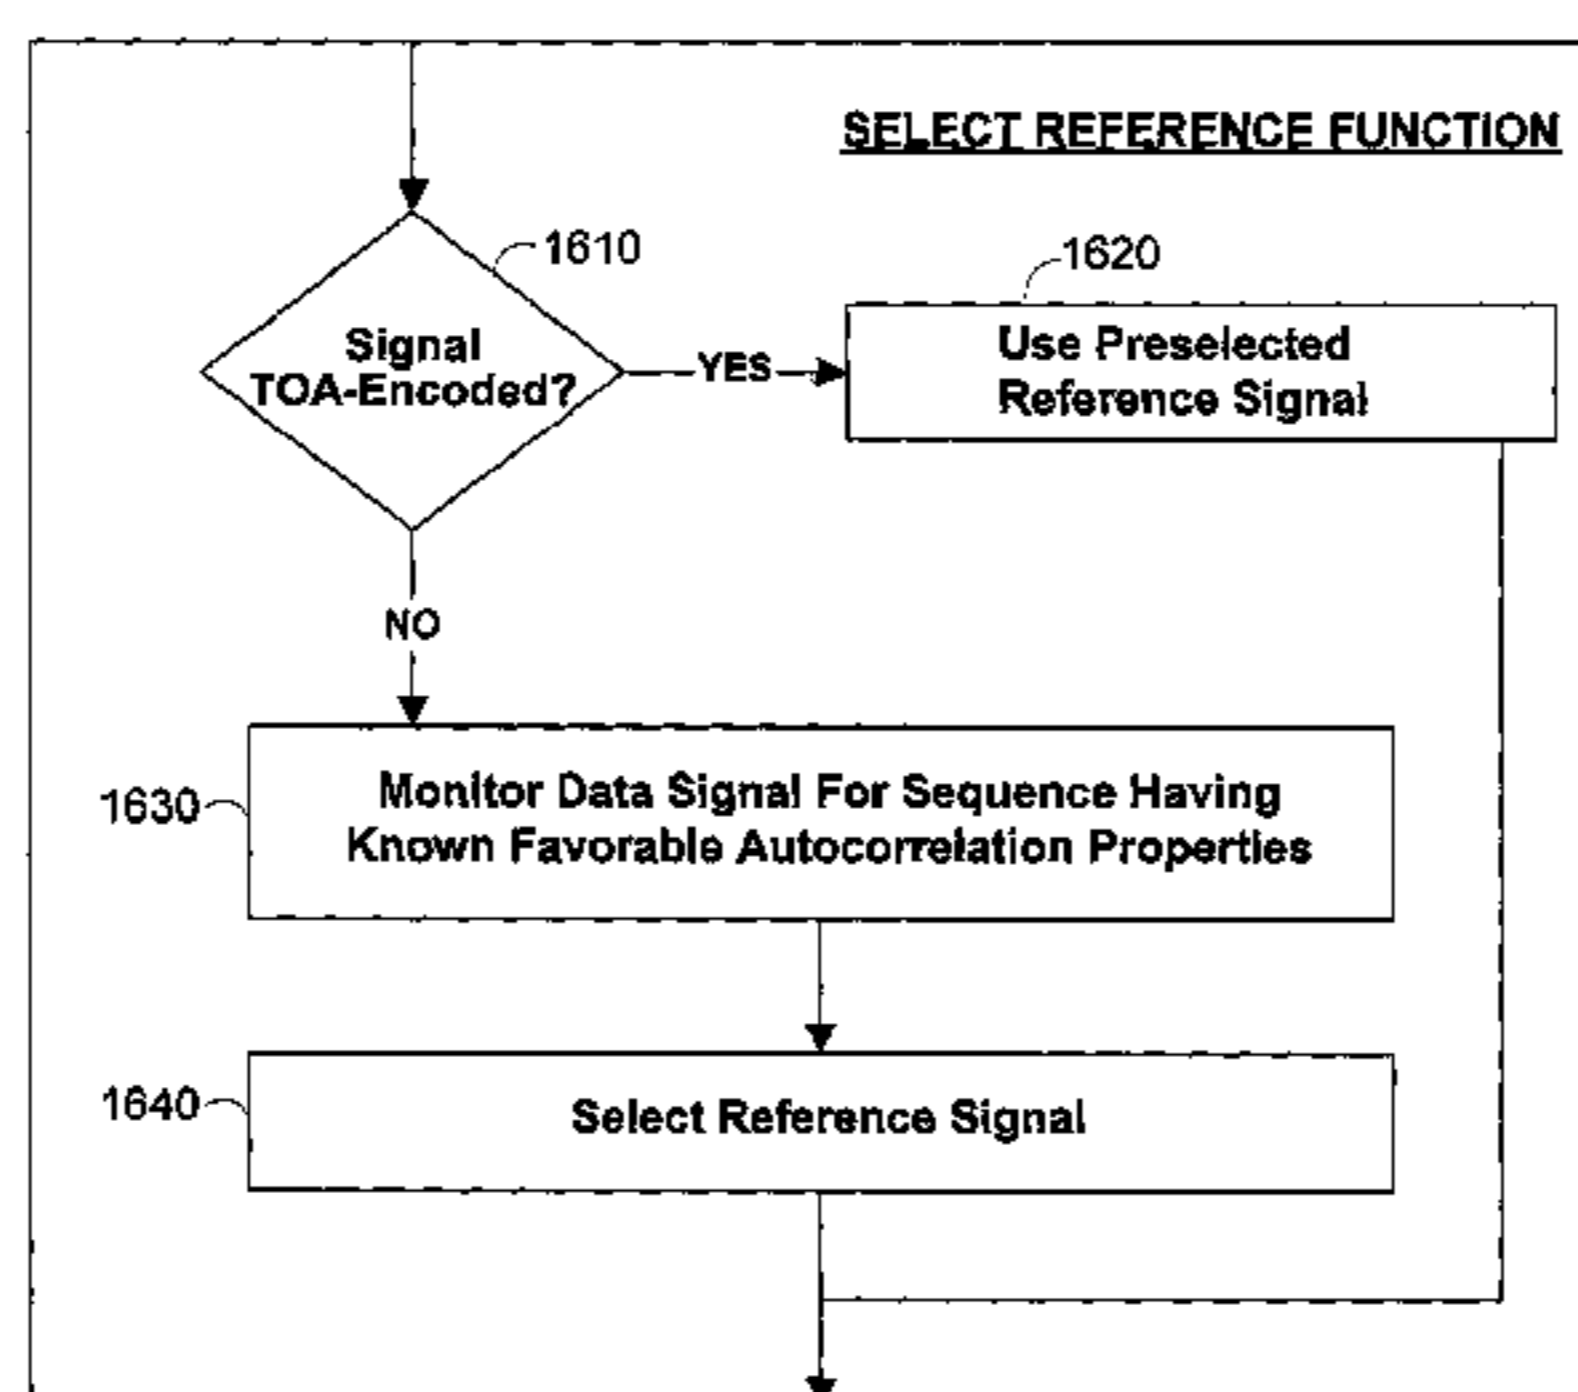 SELECT REFERENCE FUNCTION
1610
1620
Signal
TOA-Encoded?
YES
Use Preselected
Reference Signal
NO
1630
Monitor Data Signal For Sequence Having
Known Favorable Autocorrelation Properties
1640
Select Reference Signal